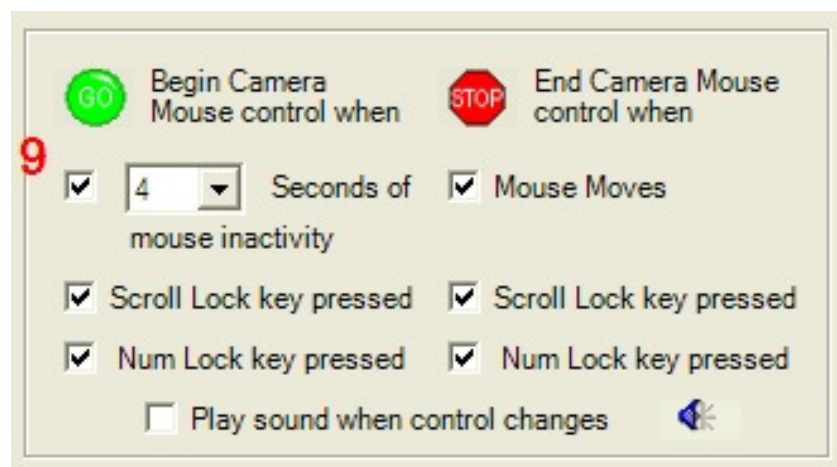 GO Begin Camera Mouse control when
STOP End Camera Mouse control when
9
4 Seconds of mouse inactivity
Mouse Moves
Scroll Lock key pressed
Scroll Lock key pressed
Num Lock key pressed
Num Lock key pressed
Play sound when control changes